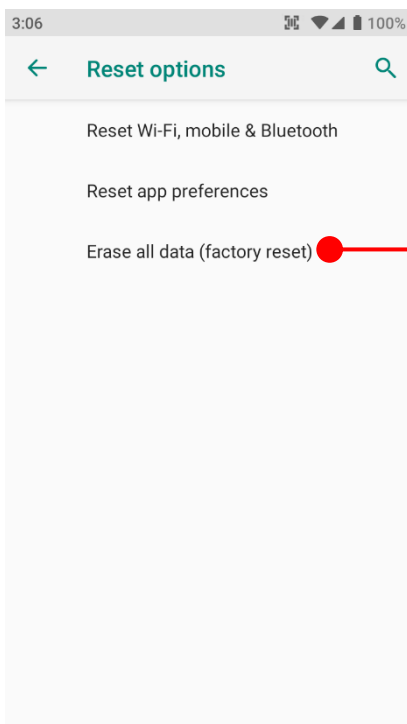 3:06 100%
Reset options
Reset Wi-Fi, mobile & Bluetooth
Reset app preferences
Erase all data (factory reset)